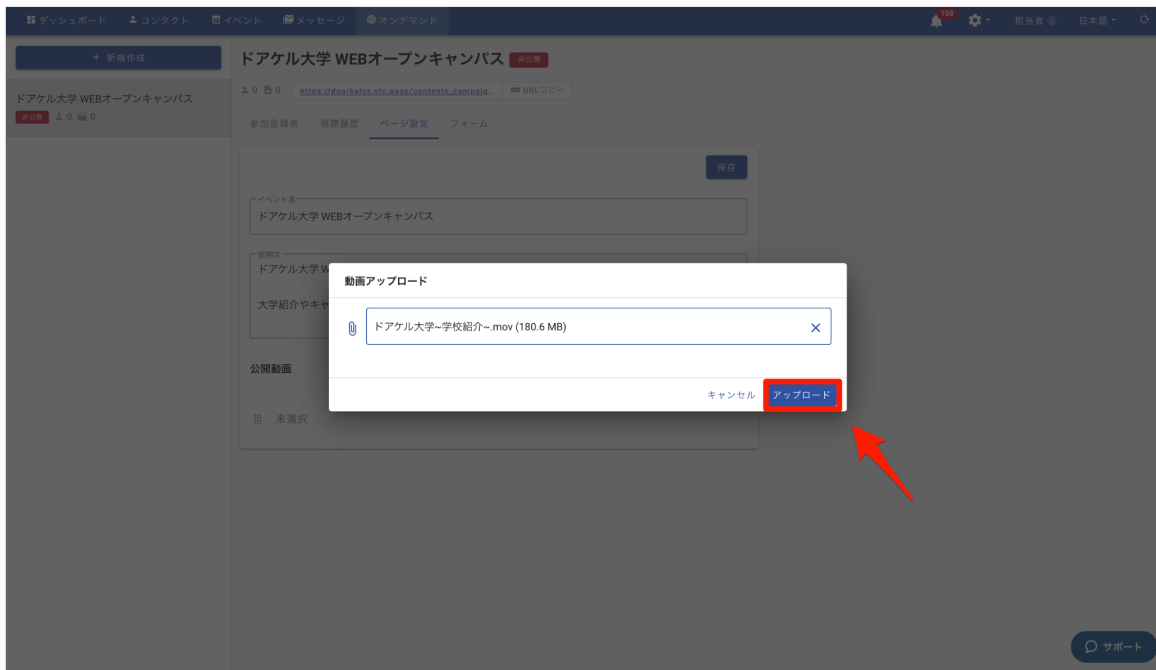 ダッシュボード コンタクト イベント メッセージ オンデマンド 158 担当者 ⑤ 日本語
+ 新規作成
ドアケル大学 WEBオープンキャンパス
非公開 0 0
ドアケル大学 WEBオープンキャンパス 非公開
0 0 https://doorkelcs.slc.page/contents_campaig… URLコピー
参加登録者 視聴履歴 ページ設定 フォーム
保存
イベント名
ドアケル大学 WEBオープンキャンパス
説明文
ドアケル大学 W
大学紹介やキャ
動画アップロード
ドアケル大学~学校紹介~.mov (180.6 MB)
キャンセル アップロード
公開動画
未選択
サポート